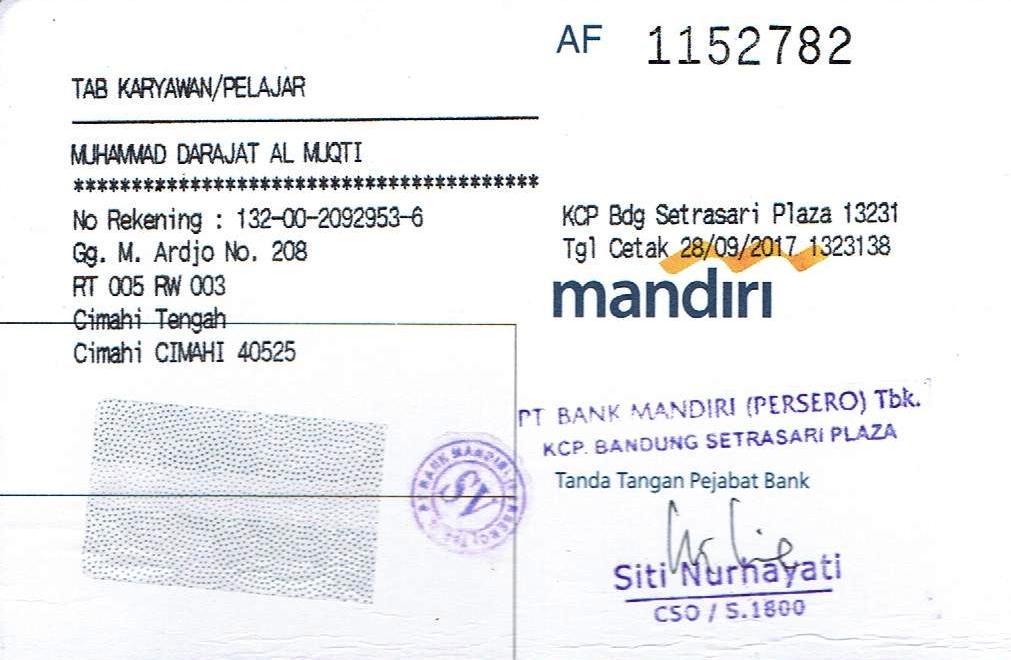 AF 1152782
TAB KARYAWAN/PELAJAR
MUHAMMAD DARAJAT AL MUQTI
****************************************
No Rekening : 132-00-2092953-6
Gg. M. Ardjo No. 208
RT 005 RW 003
Cimahi Tengah
Cimahi CIMAHI 40525
KCP Bdg Setrasari Plaza 13231
Tgl Cetak 28/09/2017 1323138
mandiri
PT BANK MANDIRI (PERSERO) Tbk.
KCP. BANDUNG SETRASARI PLAZA
Tanda Tangan Pejabat Bank
Siti Nurhayati
CSO / S.1800
PT BANK MANDIRI (PERSERO) Tbk